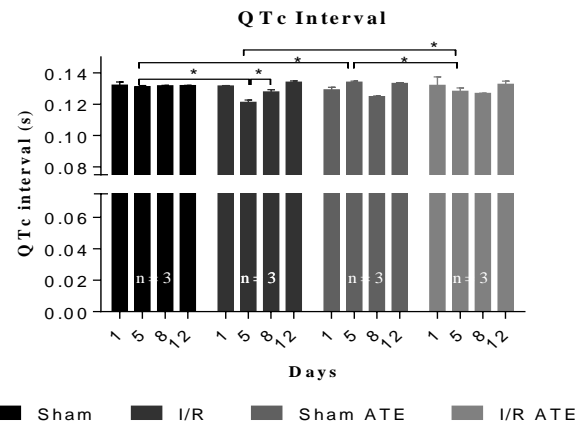 QTc Interval
* * * * *
QTc interval (s)
0.14
0.12
0.10
0.08
0.06
0.04
0.02
0.00
n = 3 n = 3 n = 3 n = 3
1 5 8 12 1 5 8 12 1 5 8 12 1 5 8 12
Days
Sham I/R Sham ATE I/R ATE